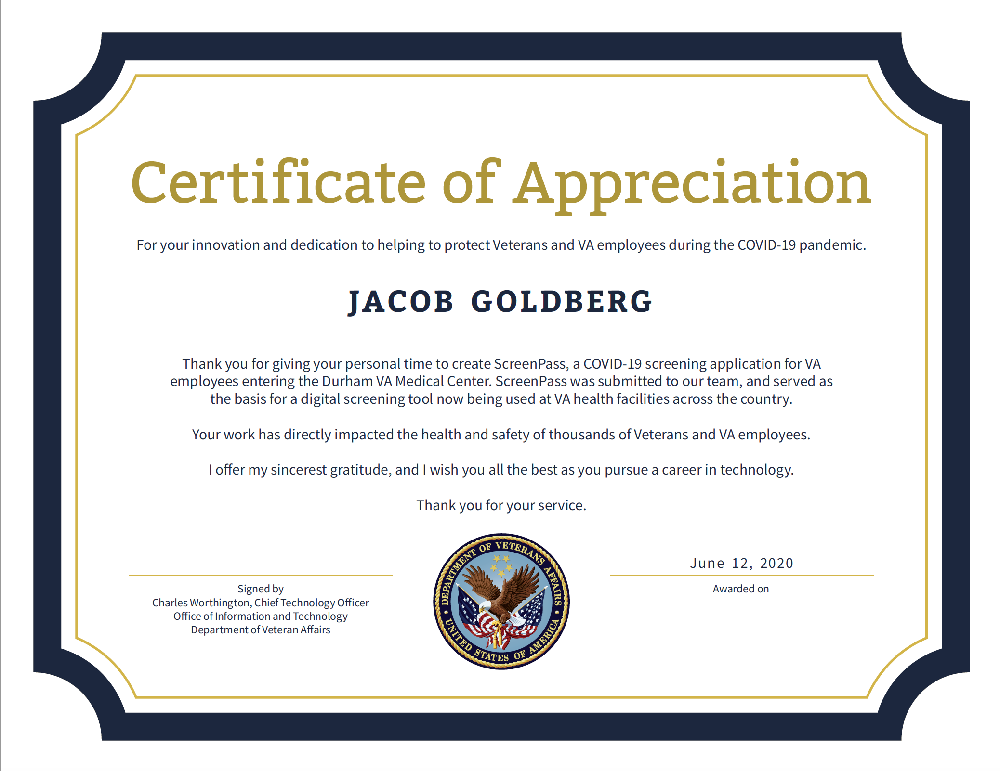 Certificate of Appreciation
For your innovation and dedication to helping to protect Veterans and VA employees during the COVID-19 pandemic.
JACOB GOLDBERG
Thank you for giving your personal time to create ScreenPass, a COVID-19 screening application for VA
employees entering the Durham VA Medical Center. ScreenPass was submitted to our team, and served as
the basis for a digital screening tool now being used at VA health facilities across the country.
Your work has directly impacted the health and safety of thousands of Veterans and VA employees.
I offer my sincerest gratitude, and I wish you all the best as you pursue a career in technology.
Thank you for your service.
Signed by
Charles Worthington, Chief Technology Officer
Office of Information and Technology
Department of Veteran Affairs
DEPARTMENT OF VETERANS AFFAIRS
UNITED STATES OF AMERICA
June 12, 2020
Awarded on